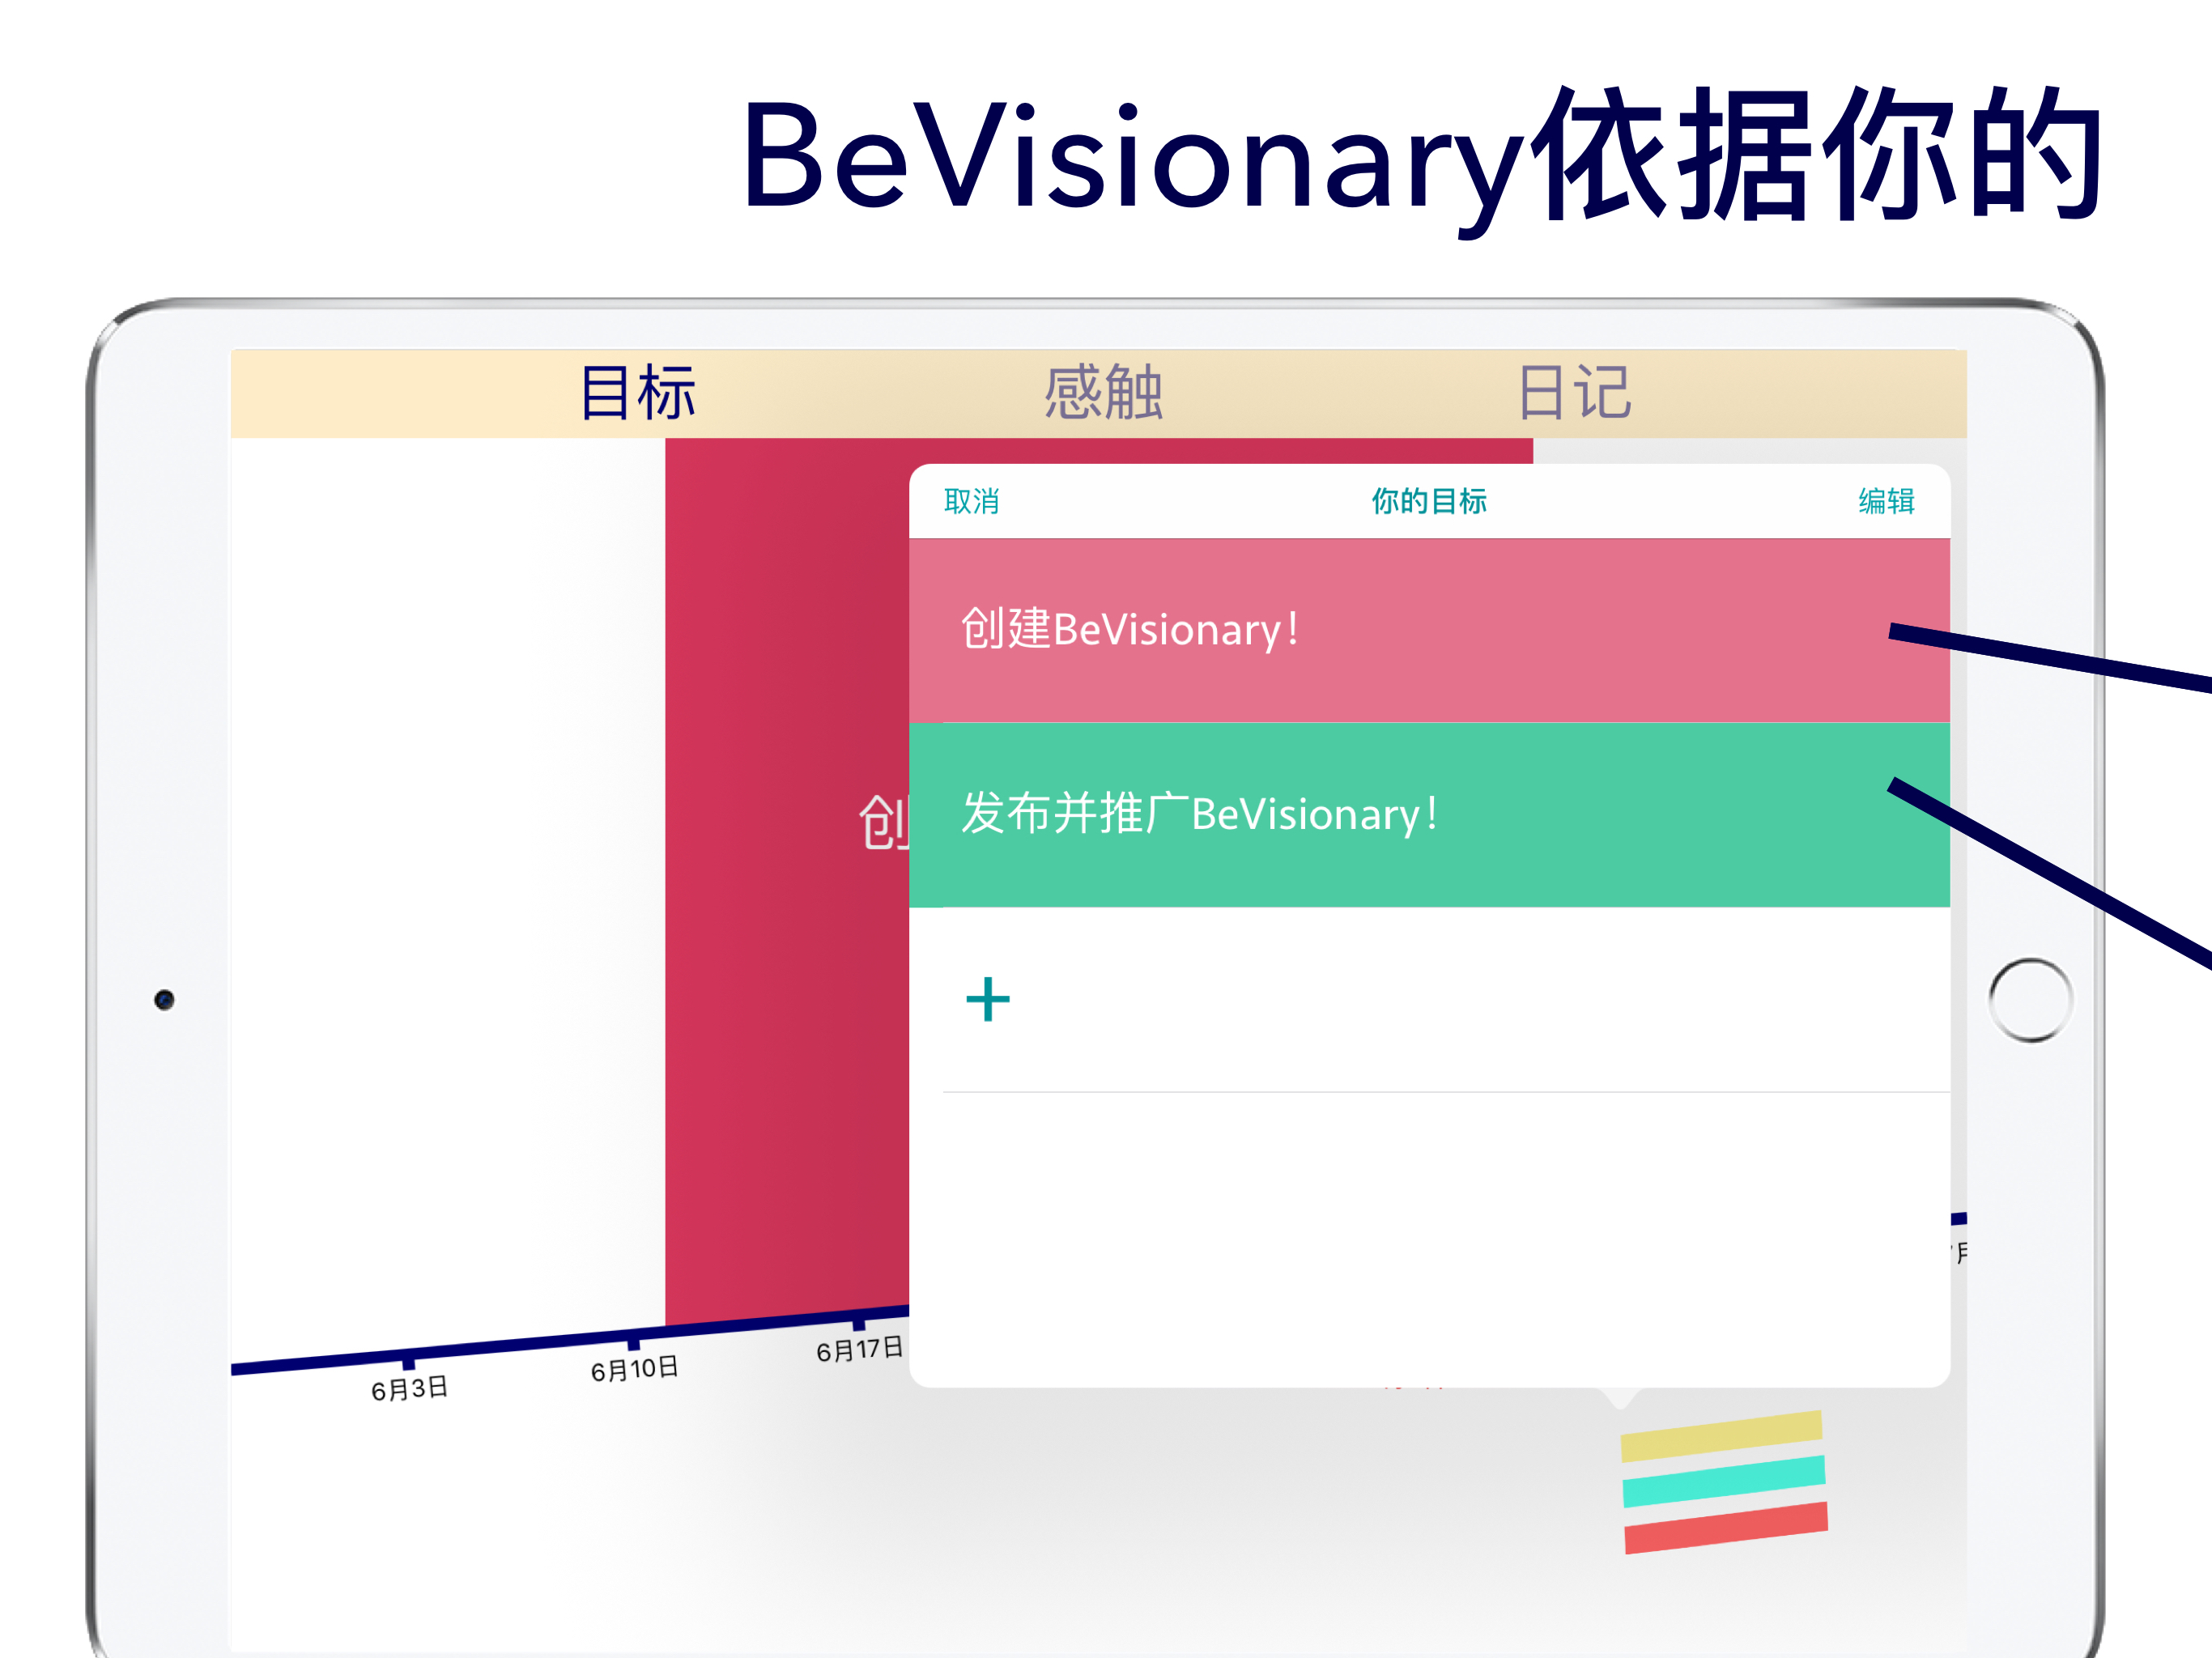 BeVisionary依据你的
目标
感触
日记
取消
你的目标
编辑
创建BeVisionary！
发布并推广BeVisionary！
创
6月3日
6月10日
6月17日
月